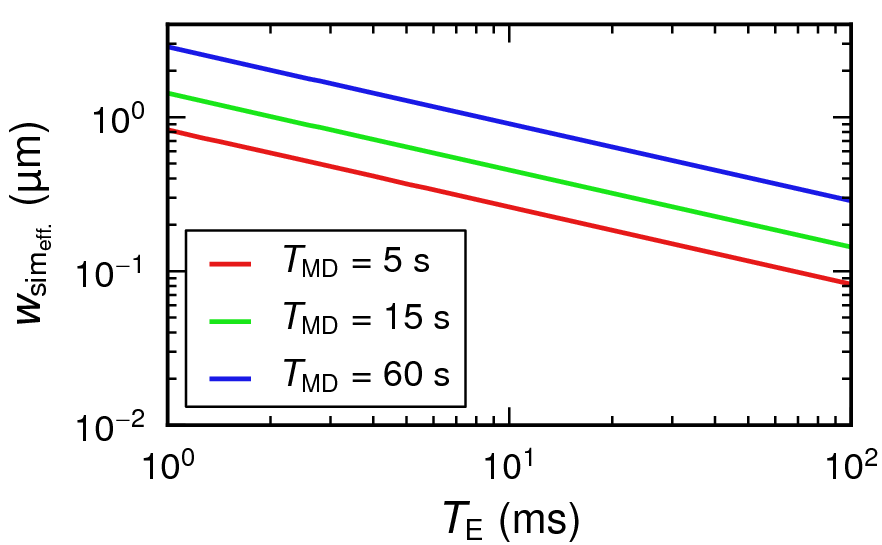 w_sim_eff. (μm)
10⁰
10⁻¹
10⁻²
T_MD = 5 s
T_MD = 15 s
T_MD = 60 s
10⁰ 10¹ 10²
T_E (ms)